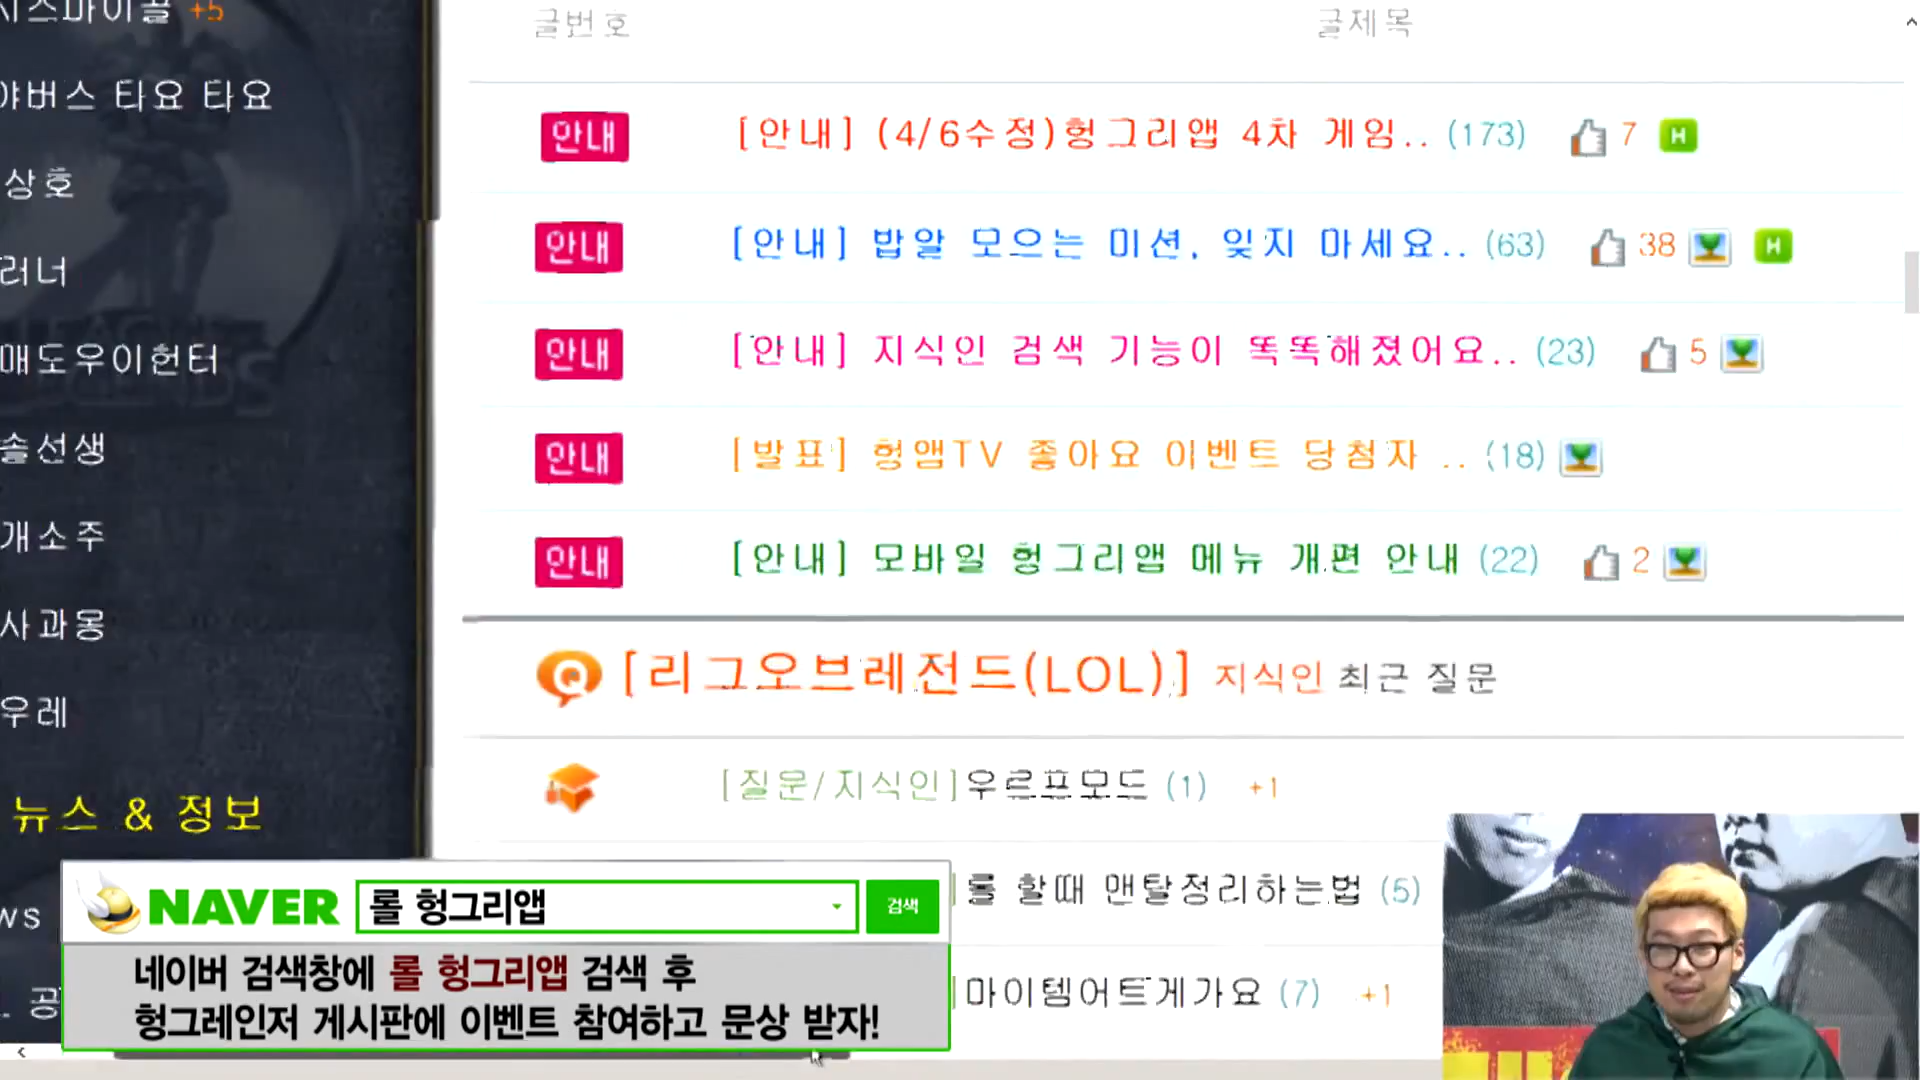 +5
글번호
글제목
야버스 타요 타요
상호
러너
매도우이헌터
솔선생
개소주
사과몽
우레
뉴스 & 정보
ws
안내 [안내] (4/6수정)헝그리앱 4차 게임.. (173) 7 H
안내 [안내] 밥알 모으는 미션, 잊지 마세요.. (63) 38 H
안내 [안내] 지식인 검색 기능이 똑똑해졌어요.. (23) 5
안내 [발표] 헝앱TV 좋아요 이벤트 당첨자 .. (18)
안내 [안내] 모바일 헝그리앱 메뉴 개편 안내 (22) 2
Q [리그오브레전드(LOL)] 지식인 최근 질문
[질문/지식인]우르프모드 (1) +1
]롤 할때 맨탈정리하는법 (5)
]마이템어트게가요 (7) +1
NAVER 롤 헝그리앱 검색
네이버 검색창에 롤 헝그리앱 검색 후
헝그레인저 게시판에 이벤트 참여하고 문상 받자!